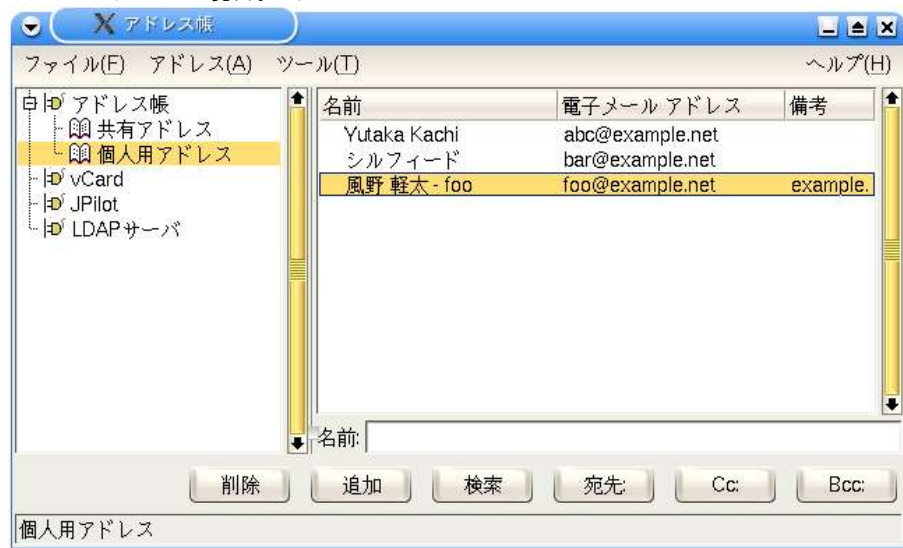 アドレス帳
ファイル(F) アドレス(A) ツール(T) ヘルプ(H)
アドレス帳
共有アドレス
個人用アドレス
vCard
JPilot
LDAPサーバ
名前 電子メール アドレス 備考
Yutaka Kachi abc@example.net
シルフィード bar@example.net
風野 軽太 - foo foo@example.net example.
名前:
削除 追加 検索 宛先: Cc: Bcc:
個人用アドレス